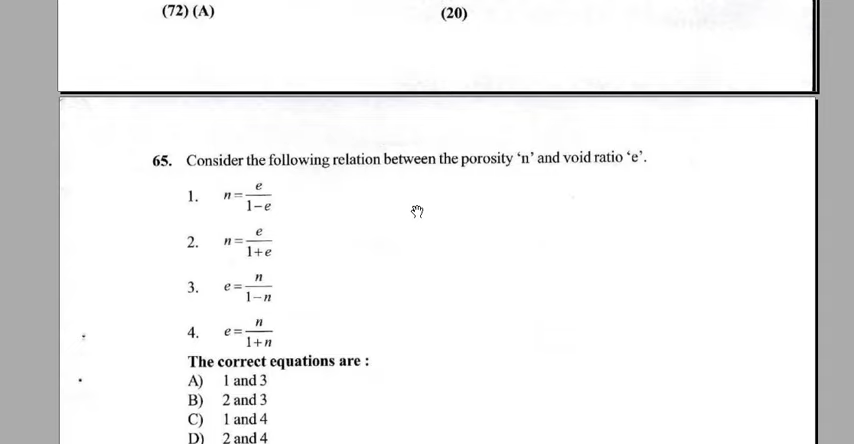 (72) (A) (20)
65. Consider the following relation between the porosity ‘n’ and void ratio ‘e’.
1. n = e / 1−e
2. n = e / 1+e
3. e = n / 1−n
4. e = n / 1+n
The correct equations are :
A) 1 and 3
B) 2 and 3
C) 1 and 4
D) 2 and 4